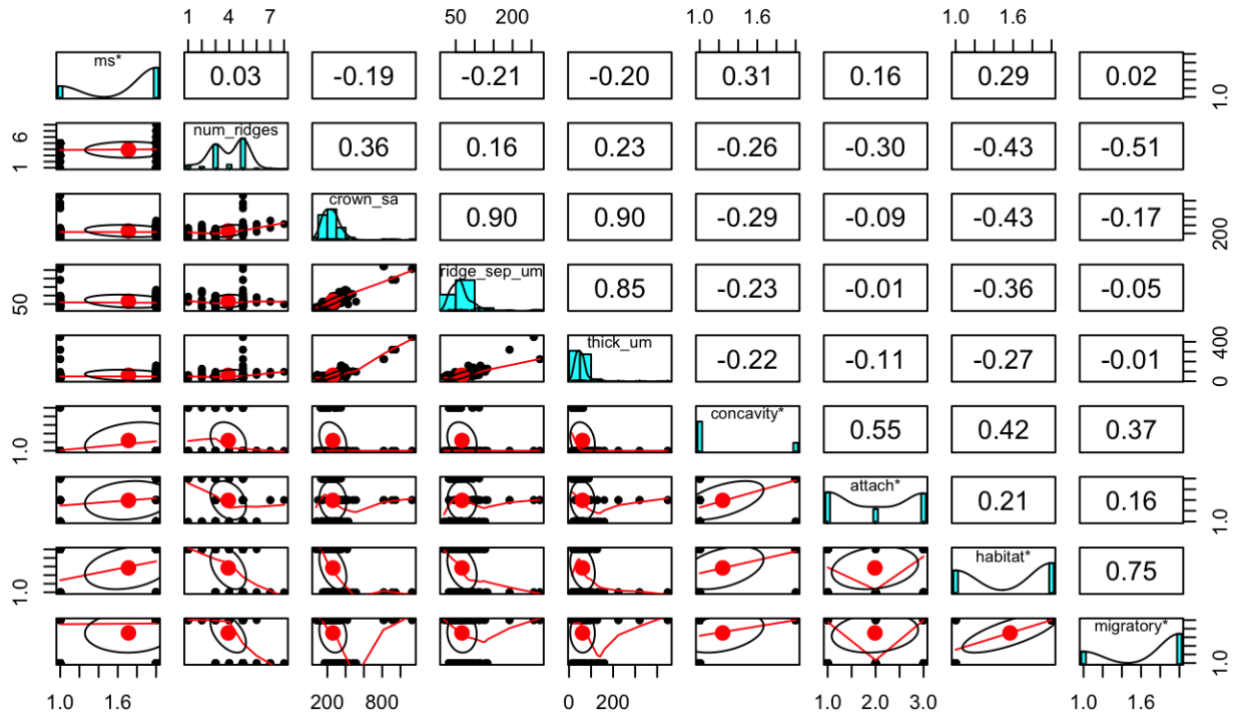 1 4 7 50 200 1.0 1.6 1.0 1.6
ms* 0.03 -0.19 -0.21 -0.20 0.31 0.16 0.29 0.02 1.0
1 6 num_ridges 0.36 0.16 0.23 -0.26 -0.30 -0.43 -0.51
crown_sa 0.90 0.90 -0.29 -0.09 -0.43 -0.17 200
50 ridge_sep_um 0.85 -0.23 -0.01 -0.36 -0.05
thick_um -0.22 -0.11 -0.27 -0.01 0 400
1.0 concavity* 0.55 0.42 0.37
attach* 0.21 0.16 1.0
1.0 habitat* 0.75
migratory* 1.0
1.0 1.6 200 800 0 200 1.0 2.0 3.0 1.0 1.6